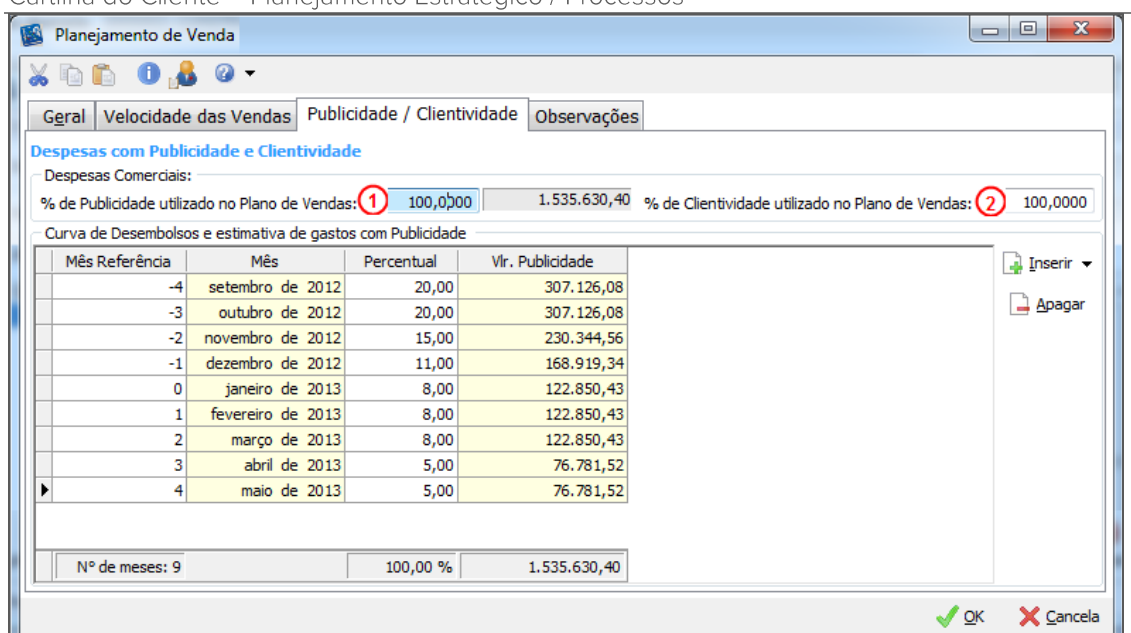 Cartilha do Cliente – Planejamento Estratégico / Processos
Planejamento de Venda
Geral Velocidade das Vendas Publicidade / Clientividade Observações
Despesas com Publicidade e Clientividade
Despesas Comerciais:
% de Publicidade utilizado no Plano de Vendas: 1 100,0000 1.535.630,40 % de Clientividade utilizado no Plano de Vendas: 2 100,0000
Curva de Desembolsos e estimativa de gastos com Publicidade
Mês Referência Mês Percentual Vlr. Publicidade Inserir
-4 setembro de 2012 20,00 307.126,08
Apagar
-3 outubro de 2012 20,00 307.126,08
-2 novembro de 2012 15,00 230.344,56
-1 dezembro de 2012 11,00 168.919,34
0 janeiro de 2013 8,00 122.850,43
1 fevereiro de 2013 8,00 122.850,43
2 março de 2013 8,00 122.850,43
3 abril de 2013 5,00 76.781,52
4 maio de 2013 5,00 76.781,52
Nº de meses: 9 100,00 % 1.535.630,40
OK Cancela